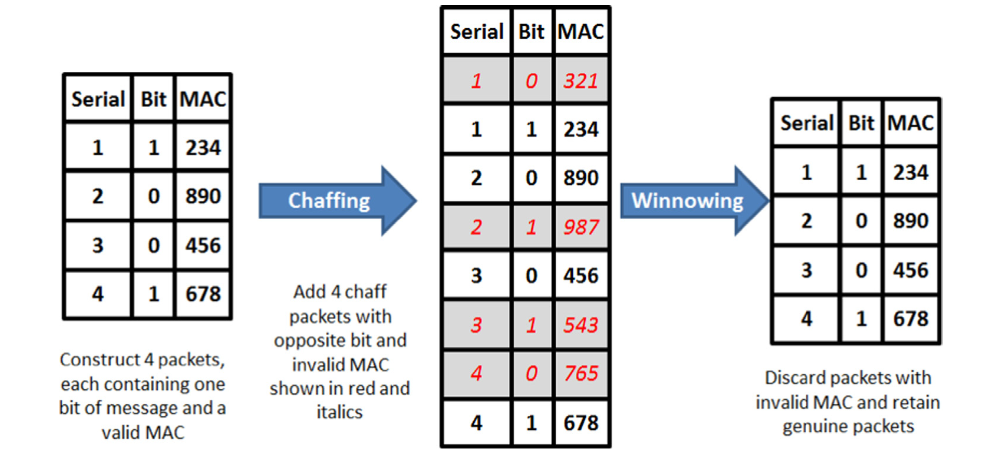 Serial Bit MAC
1 1 234
2 0 890
3 0 456
4 1 678
Construct 4 packets,
each containing one
bit of message and a
valid MAC
Chaffing
Add 4 chaff
packets with
opposite bit and
invalid MAC
shown in red and
italics
Serial Bit MAC
1 0 321
1 1 234
2 0 890
2 1 987
3 0 456
3 1 543
4 0 765
4 1 678
Winnowing
Serial Bit MAC
1 1 234
2 0 890
3 0 456
4 1 678
Discard packets with
invalid MAC and retain
genuine packets